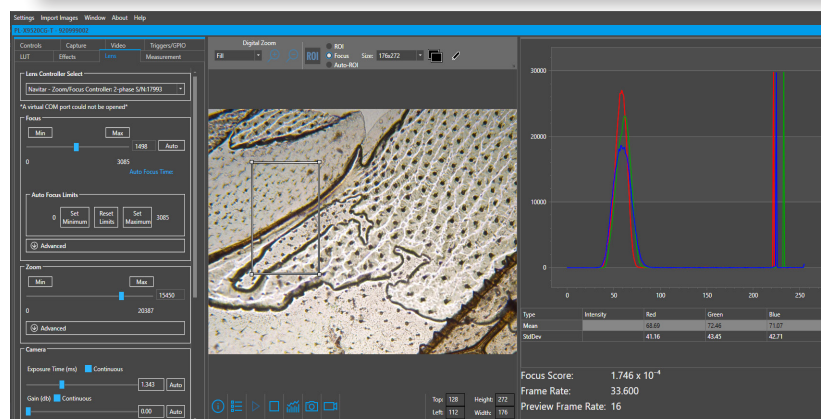 Settings Import Images Window About Help
PL X9520CG-T - 929999602
Controls Capture Video Triggers/GPIO
LUT Effects Lens Measurement
Lens Controller Select
Navitar - Zoom/Focus Controller: 2-phase S/N:17993
*A virtual COM port could not be opened*
Focus
Min Max
1498 Auto
0 3085
Auto Focus Time:
Auto Focus Limits
0 Set Minimum Reset Limits Set Maximum 3085
Advanced
Zoom
Min Max
15450
0 20387
Advanced
Camera
Exposure Time (ms) Continuous
1.343 Auto
Gain (db) Continuous
0.00 Auto
Digital Zoom
Fill
ROI
ROI
Focus
Auto-ROI
Size: 176x272
Top: 128 Height: 272
Left: 112 Width: 176
30000
20000
10000
0
0 50 100 150 200 250
Type Intensity Red Green Blue
Mean 68.69 72.46 71.07
StdDev 41.16 43.45 42.71
Focus Score: 1.746 x 10⁻⁴
Frame Rate: 33.600
Preview Frame Rate: 16